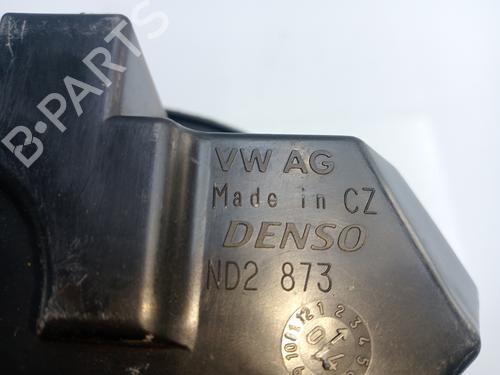 B-PARTS
VW AG
Made in CZ
DENSO
ND2 873